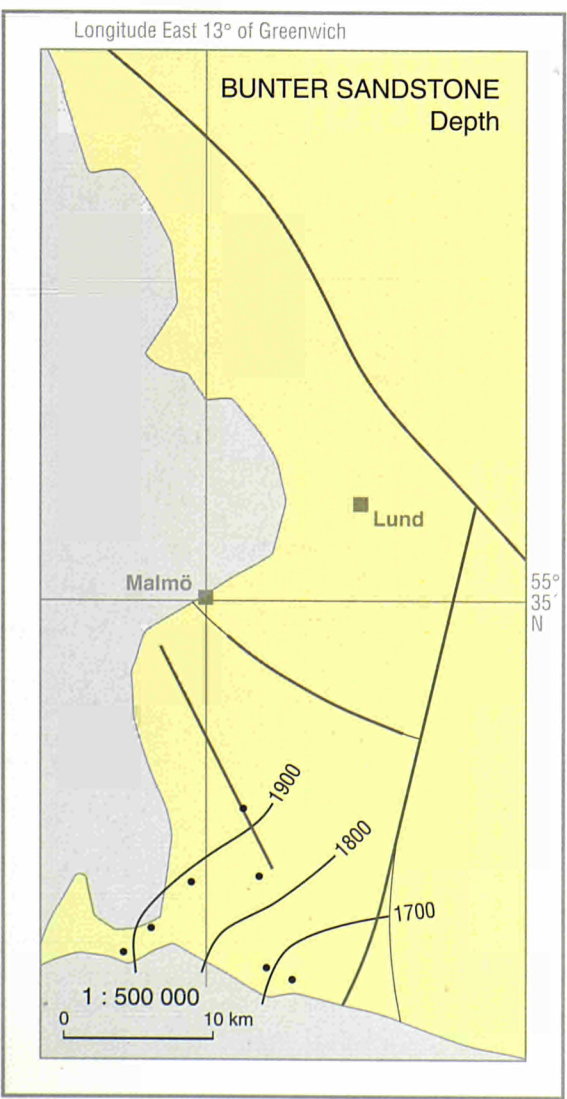 Longitude East 13° of Greenwich
BUNTER SANDSTONE
Depth
Lund
Malmö
55°
35´
N
1900
1800
1700
1 : 500 000
0 10 km